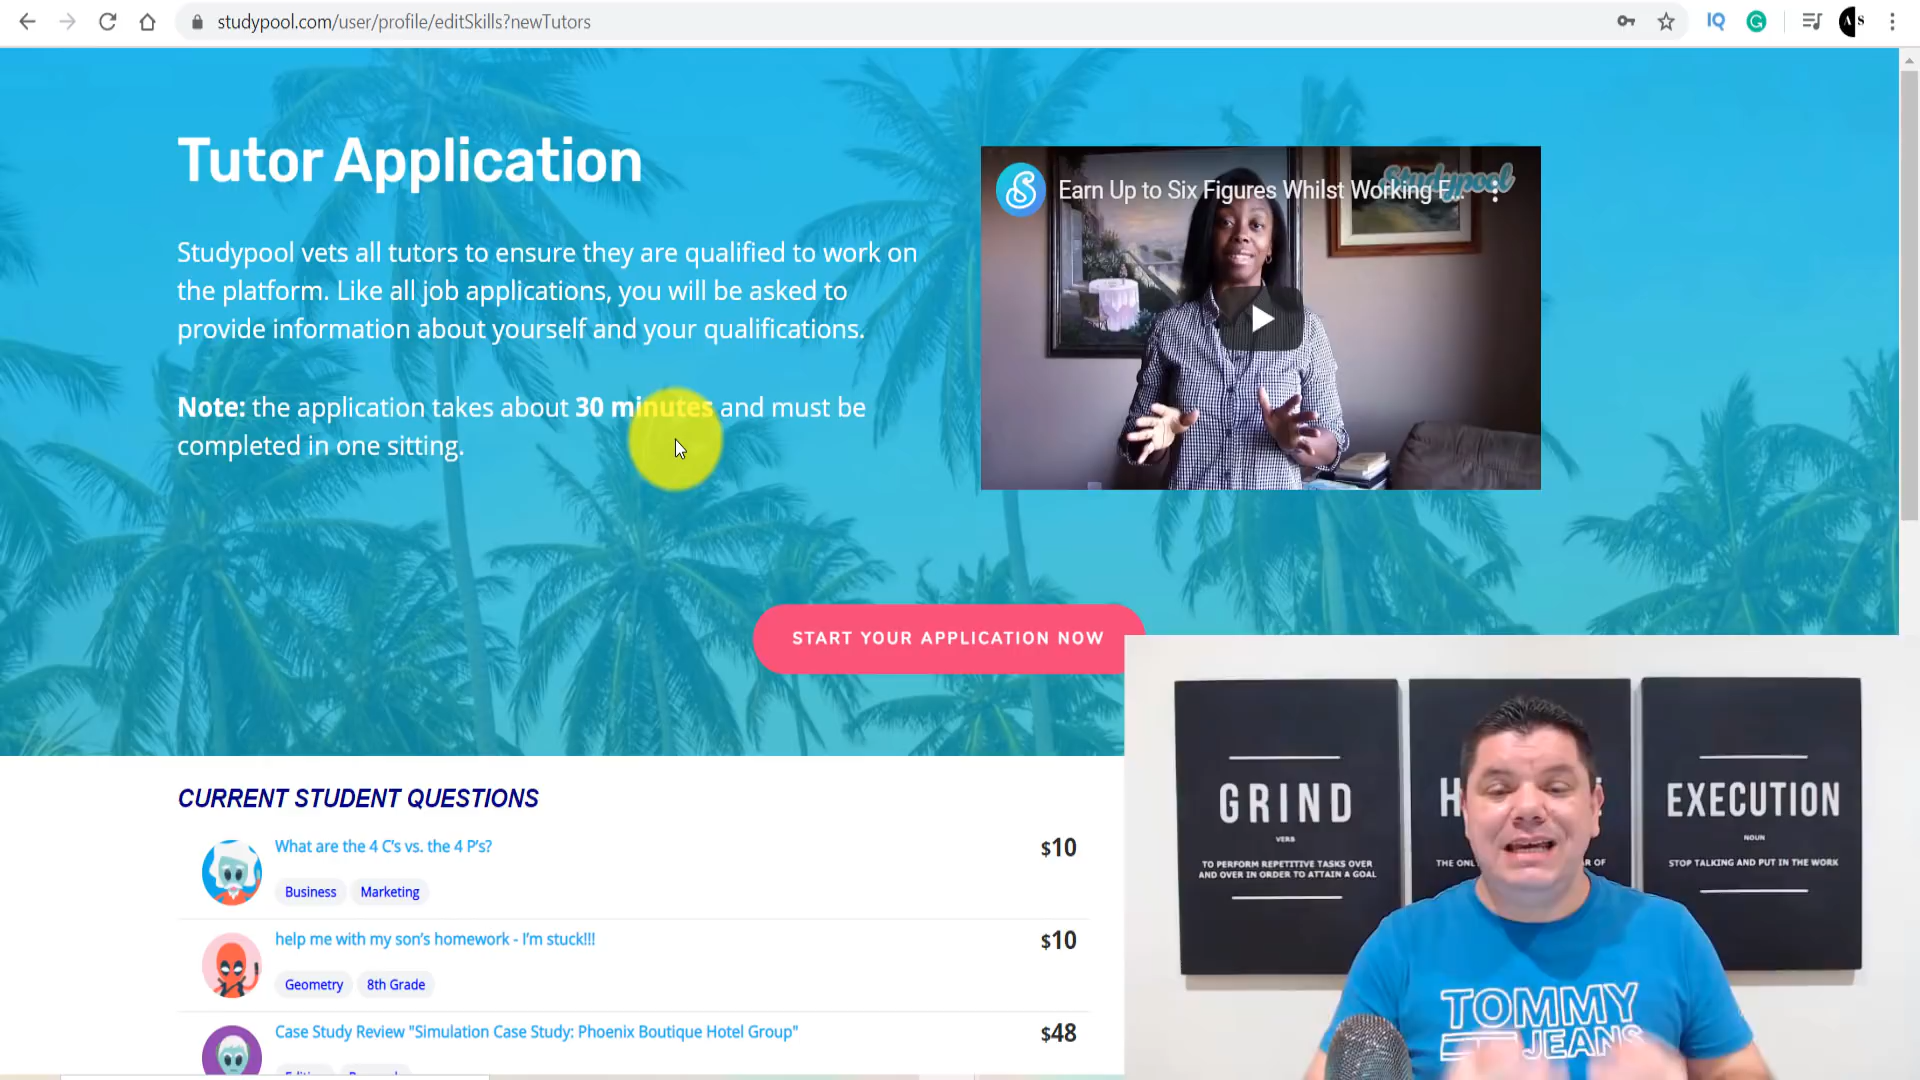 studypool.com/user/profile/editSkills?newTutors
IQ
A S
Tutor Application
Studypool vets all tutors to ensure they are qualified to work on
the platform. Like all job applications, you will be asked to
provide information about yourself and your qualifications.
Note: the application takes about 30 minutes and must be
completed in one sitting.
Studypool
Earn Up to Six Figures Whilst Working F...
START YOUR APPLICATION NOW
CURRENT STUDENT QUESTIONS
What are the 4 C's vs. the 4 P's?
$10
Business Marketing
help me with my son's homework - I'm stuck!!!
$10
Geometry 8th Grade
Case Study Review "Simulation Case Study: Phoenix Boutique Hotel Group"
$48
GRIND
VERB
TO PERFORM REPETITIVE TASKS OVER
AND OVER IN ORDER TO ATTAIN A GOAL
THE
EXECUTION
NOUN
STOP TALKING AND PUT IN THE WORK
TOMMY
JEANS